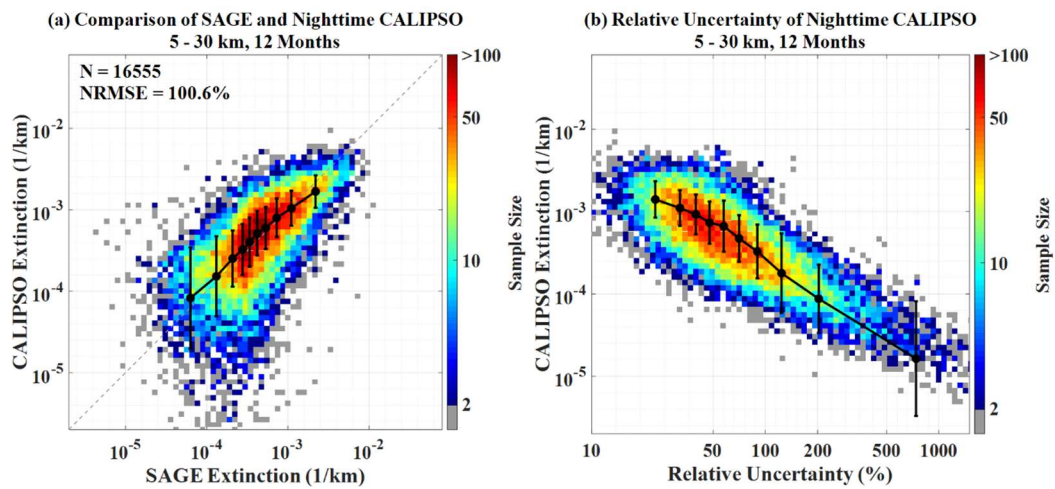 (a) Comparison of SAGE and Nighttime CALIPSO
5 - 30 km, 12 Months
N = 16555
NRMSE = 100.6%
CALIPSO Extinction (1/km)
10⁻²
10⁻³
10⁻⁴
10⁻⁵
10⁻⁵ 10⁻⁴ 10⁻³ 10⁻²
SAGE Extinction (1/km)
>100
50
10
2
Sample Size
(b) Relative Uncertainty of Nighttime CALIPSO
5 - 30 km, 12 Months
CALIPSO Extinction (1/km)
10⁻²
10⁻³
10⁻⁴
10⁻⁵
10 50 100 200 500 1000
Relative Uncertainty (%)
>100
50
10
2
Sample Size